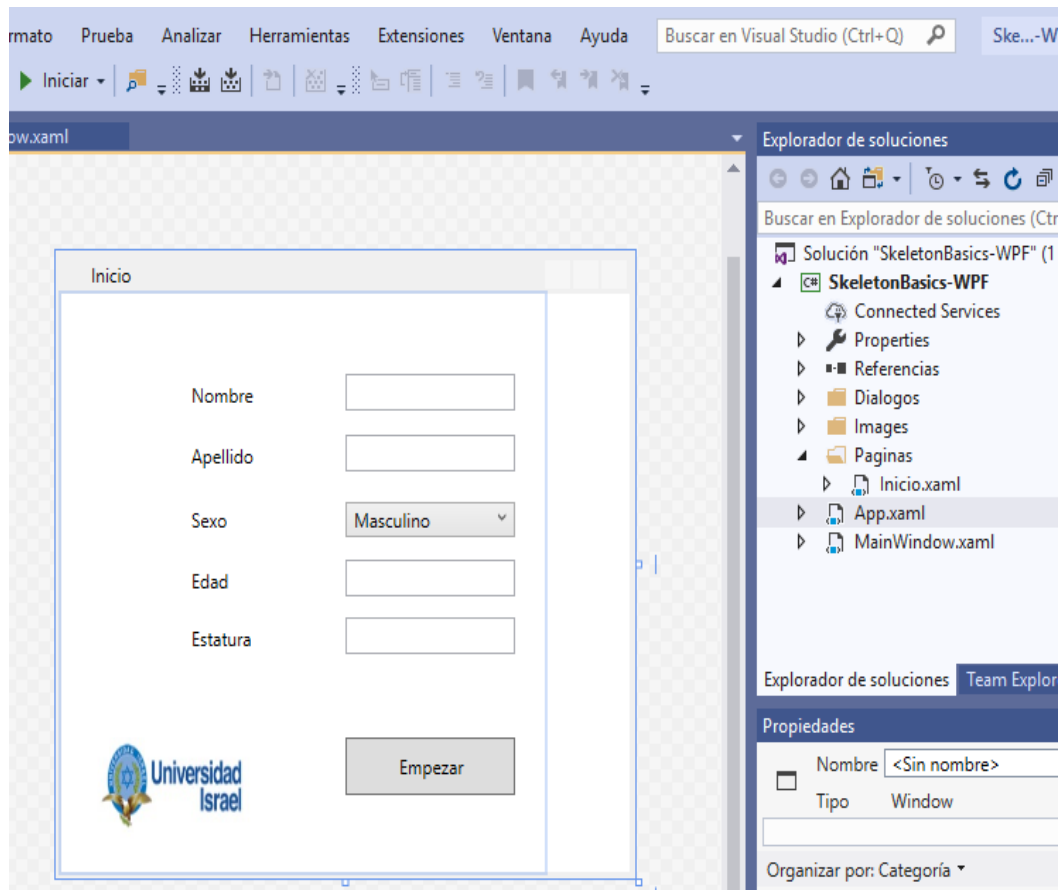 rmato Prueba Analizar Herramientas Extensiones Ventana Ayuda Buscar en Visual Studio (Ctrl+Q) Ske...-W
Iniciar
ow.xaml
Inicio
Nombre
Apellido
Sexo Masculino
Edad
Estatura
Universidad
Israel
Empezar
Explorador de soluciones
Buscar en Explorador de soluciones (Ctr
Solución "SkeletonBasics-WPF" (1
C# SkeletonBasics-WPF
Connected Services
Properties
Referencias
Dialogos
Images
Paginas
Inicio.xaml
App.xaml
MainWindow.xaml
Explorador de soluciones Team Explor
Propiedades
Nombre <Sin nombre>
Tipo Window
Organizar por: Categoría